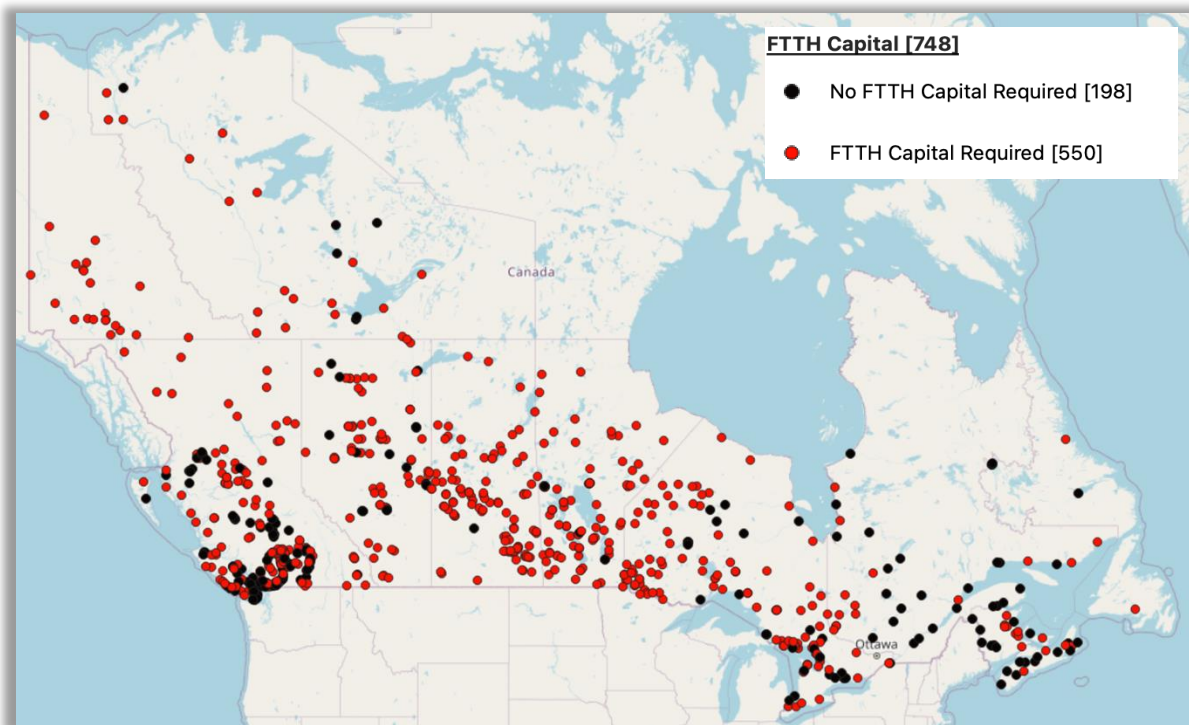 FTTH Capital [748]
No FTTH Capital Required [198]
FTTH Capital Required [550]
Canada
Ottawa